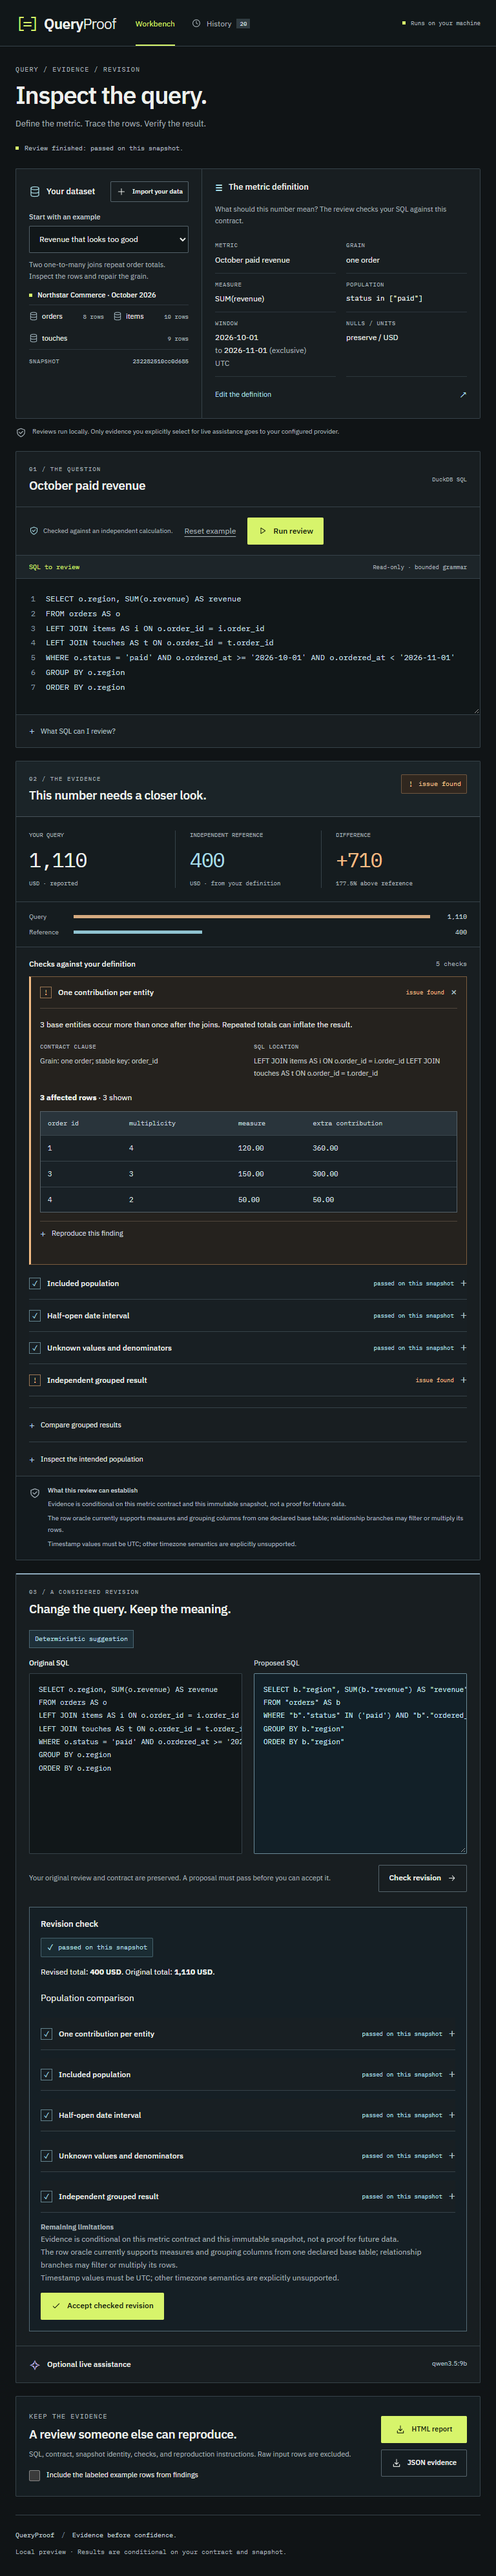 QueryProof
Workbench
History 20
Runs on your machine
QUERY / EVIDENCE / REVISION
Inspect the query.
Define the metric. Trace the rows. Verify the result.
Review finished: passed on this snapshot.
Your dataset
Import your data
Start with an example
Revenue that looks too good
Two one-to-many joins repeat order totals.
Inspect the rows and repair the grain.
Northstar Commerce · October 2026
orders 8 rows
items 10 rows
touches 9 rows
SNAPSHOT
The metric definition
What should this number mean? The review checks your SQL against this
contract.
METRIC
October paid revenue
GRAIN
one order
MEASURE
SUM(revenue)
POPULATION
status in ["paid"]
WINDOW
2026-10-01
to 2026-11-01 (exclusive)
UTC
NULLS / UNITS
preserve / USD
Edit the definition ↗
Reviews run locally. Only evidence you explicitly select for live assistance goes to your configured provider.
01 / THE QUESTION
October paid revenue
DuckDB SQL
Checked against an independent calculation.
Reset example
Run review
SQL to review
Read-only · bounded grammar
1 SELECT o.region, SUM(o.revenue) AS revenue
2 FROM orders AS o
3 LEFT JOIN items AS i ON o.order_id = i.order_id
4 LEFT JOIN touches AS t ON o.order_id = t.order_id
5 WHERE o.status = 'paid' AND o.ordered_at >= '2026-10-01' AND o.ordered_at < '2026-11-01'
6 GROUP BY o.region
7 ORDER BY o.region
+ What SQL can I review?
02 / THE EVIDENCE
This number needs a closer look.
! issue found
YOUR QUERY
1,110
USD · reported
INDEPENDENT REFERENCE
400
USD · from your definition
DIFFERENCE
+710
177.5% above reference
Query 1,110
Reference 400
Checks against your definition
5 checks
! One contribution per entity
issue found ×
3 base entities occur more than once after the joins. Repeated totals can inflate the result.
CONTRACT CLAUSE
Grain: one order; stable key: order_id
SQL LOCATION
LEFT JOIN items AS i ON o.order_id = i.order_id LEFT JOIN
touches AS t ON o.order_id = t.order_id
3 affected rows · 3 shown
order id multiplicity measure extra contribution
1 4 120.00 360.00
3 3 150.00 300.00
4 2 50.00 50.00
+ Reproduce this finding
✓ Included population passed on this snapshot +
✓ Half-open date interval passed on this snapshot +
✓ Unknown values and denominators passed on this snapshot +
! Independent grouped result issue found +
+ Compare grouped results
+ Inspect the intended population
What this review can establish
Evidence is conditional on this metric contract and this immutable snapshot, not a proof for future data.
The row oracle currently supports measures and grouping columns from one declared base table; relationship branches may filter or multiply its
rows.
Timestamp values must be UTC; other timezone semantics are explicitly unsupported.
03 / A CONSIDERED REVISION
Change the query. Keep the meaning.
Deterministic suggestion
Original SQL
SELECT o.region, SUM(o.revenue) AS revenue
FROM orders AS o
LEFT JOIN items AS i ON o.order_id = i.order_id
LEFT JOIN touches AS t ON o.order_id = t.order_i
WHERE o.status = 'paid' AND o.ordered_at >= '202
GROUP BY o.region
ORDER BY o.region
Proposed SQL
SELECT b."region", SUM(b."revenue") AS "revenue"
FROM "orders" AS b
WHERE "b"."status" IN ('paid') AND "b"."ordered_
GROUP BY b."region"
ORDER BY b."region"
Your original review and contract are preserved. A proposal must pass before you can accept it.
Check revision →
Revision check
✓ passed on this snapshot
Revised total: 400 USD. Original total: 1,110 USD.
Population comparison
✓ One contribution per entity passed on this snapshot +
✓ Included population passed on this snapshot +
✓ Half-open date interval passed on this snapshot +
✓ Unknown values and denominators passed on this snapshot +
✓ Independent grouped result passed on this snapshot +
Remaining limitations
Evidence is conditional on this metric contract and this immutable snapshot, not a proof for future data.
The row oracle currently supports measures and grouping columns from one declared base table; relationship
branches may filter or multiply its rows.
Timestamp values must be UTC; other timezone semantics are explicitly unsupported.
✓ Accept checked revision
Optional live assistance
qwen3.5:9b
KEEP THE EVIDENCE
A review someone else can reproduce.
SQL, contract, snapshot identity, checks, and reproduction instructions. Raw input rows are excluded.
Include the labeled example rows from findings
HTML report
JSON evidence
QueryProof / Evidence before confidence.
Local preview · Results are conditional on your contract and snapshot.